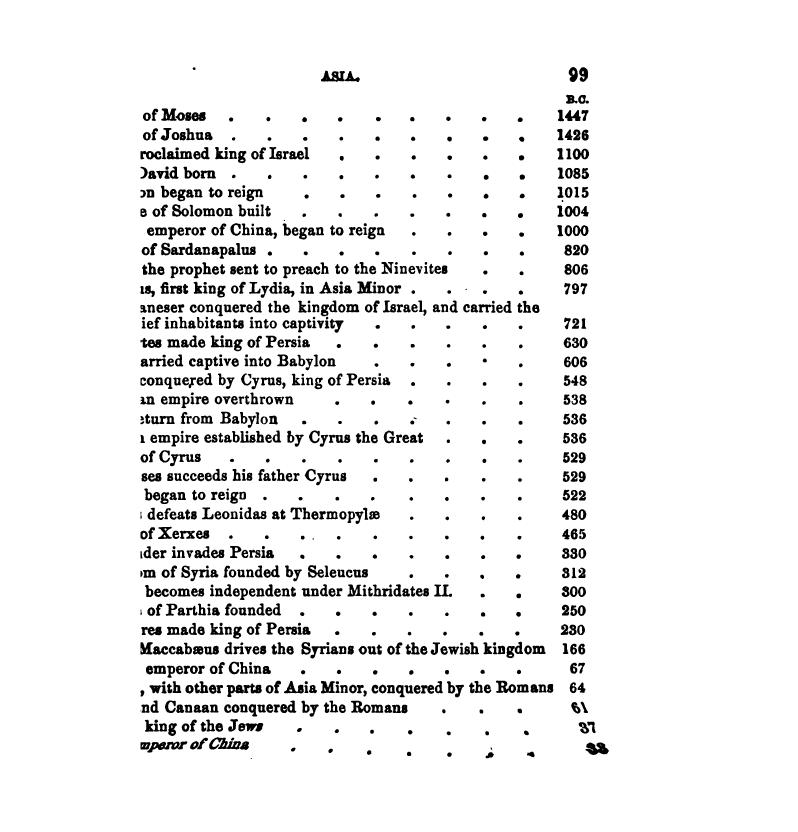 ASIA. 99
B.C.
of Moses . . . . . . . . . 1447
of Joshua . . . . . . . . . 1426
roclaimed king of Israel . . . . . . 1100
David born . . . . . . . . . 1085
on began to reign . . . . . . . 1015
e of Solomon built . . . . . . . 1004
emperor of China, began to reign . . . . 1000
of Sardanapalus . . . . . . . . 820
the prophet sent to preach to the Ninevites . . 806
us, first king of Lydia, in Asia Minor . . . . 797
aneser conquered the kingdom of Israel, and carried the
ief inhabitants into captivity . . . . . 721
tes made king of Persia . . . . . . 630
arried captive into Babylon . . . . . 606
conquered by Cyrus, king of Persia . . . . 548
an empire overthrown . . . . . . 538
eturn from Babylon . . . . . . . 536
empire established by Cyrus the Great . . . 536
of Cyrus . . . . . . . . . 529
ses succeeds his father Cyrus . . . . . 529
began to reign . . . . . . . . 522
defeats Leonidas at Thermopylæ . . . . 480
of Xerxes . . . . . . . . . 465
der invades Persia . . . . . . . 330
om of Syria founded by Seleucus . . . . 312
becomes independent under Mithridates II. . . 300
of Parthia founded . . . . . . . 250
res made king of Persia . . . . . . 230
Maccabæus drives the Syrians out of the Jewish kingdom 166
emperor of China . . . . . . . 67
, with other parts of Asia Minor, conquered by the Romans 64
nd Canaan conquered by the Romans . . . 61
king of the Jews . . . . . . . 37
mperor of China . . . . . . . 33